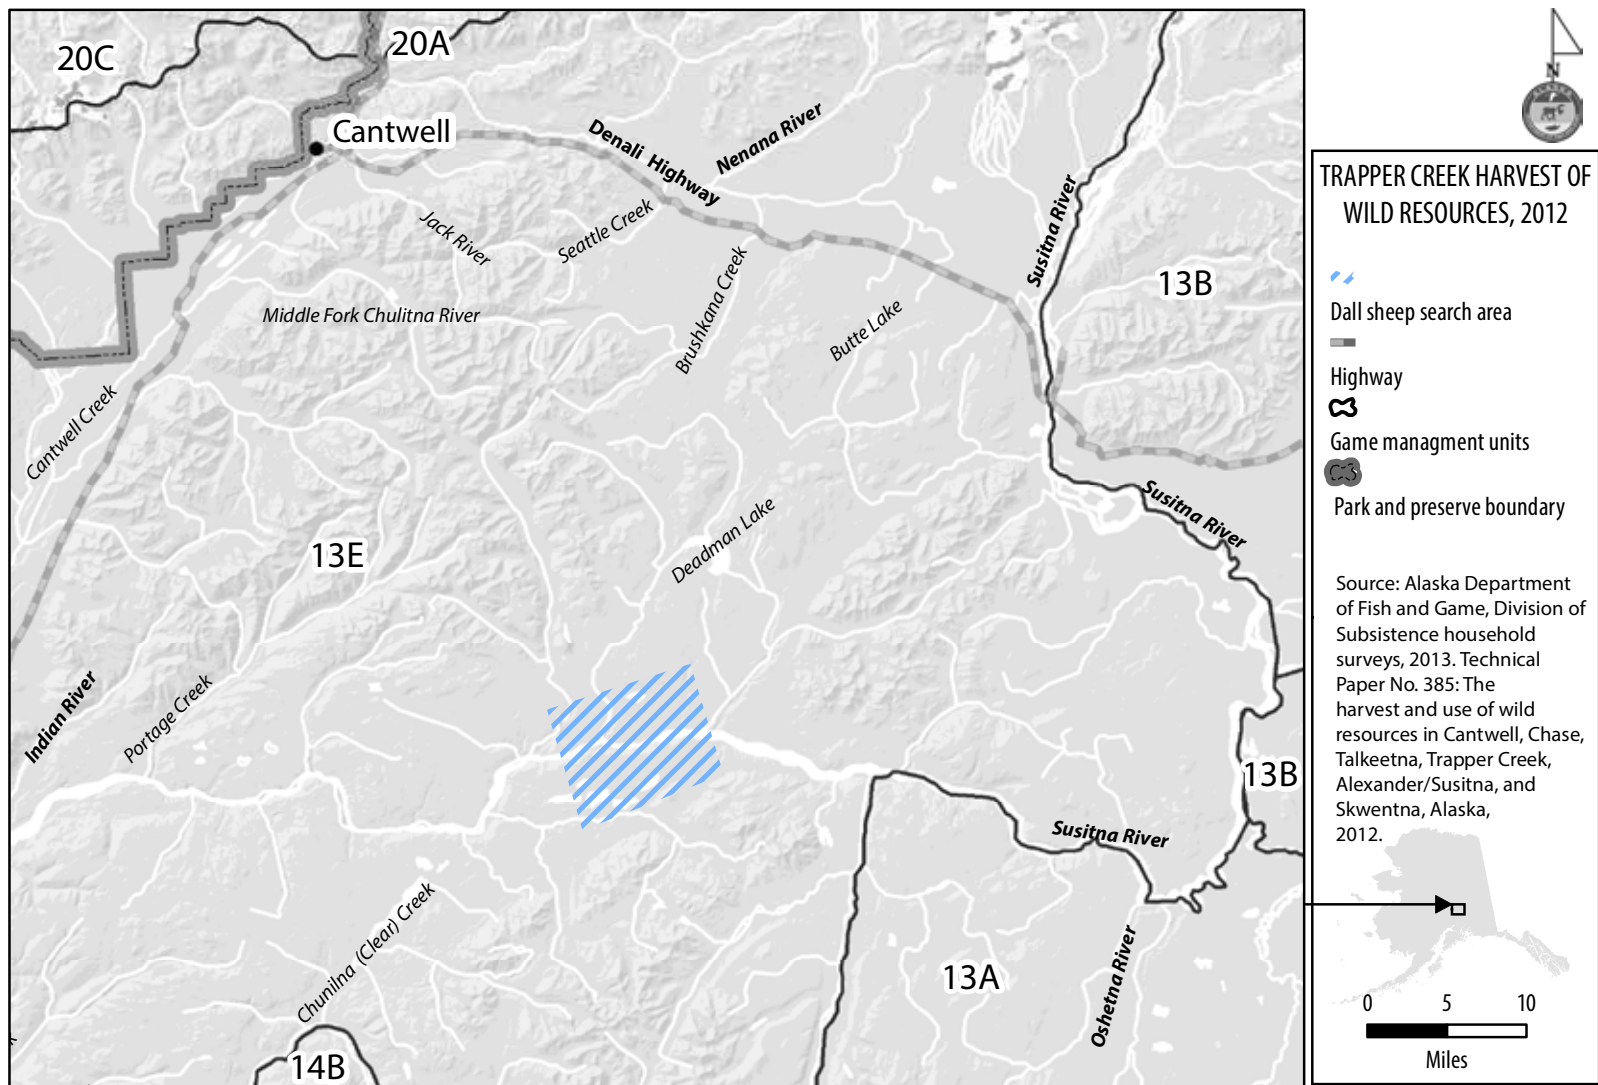 20C
20A
Cantwell
Denali Highway
Nenana River
Jack River
Seattle Creek
Susitna River
13B
Middle Fork Chulitna River
Brushkana Creek
Butte Lake
Cantwell Creek
Susitna River
Deadman Lake
13E
Indian River
Portage Creek
13B
Susitna River
Chunilna (Clear) Creek
13A
Oshetna River
14B
N
TRAPPER CREEK HARVEST OF
WILD RESOURCES, 2012
Dall sheep search area
Highway
Game managment units
Park and preserve boundary
Source: Alaska Department
of Fish and Game, Division of
Subsistence household
surveys, 2013. Technical
Paper No. 385: The
harvest and use of wild
resources in Cantwell, Chase,
Talkeetna, Trapper Creek,
Alexander/Susitna, and
Skwentna, Alaska,
2012.
0 5 10
Miles